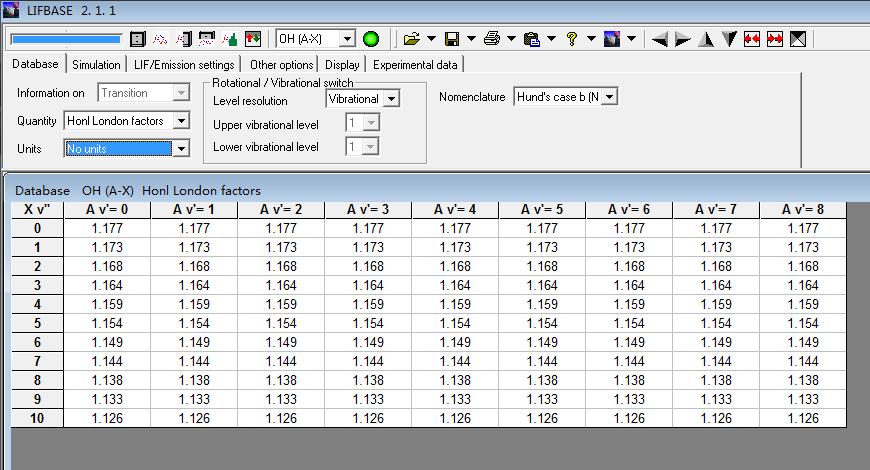 LIFBASE 2. 1. 1
OH (A-X)
Database Simulation LIF/Emission settings Other options Display Experimental data
Information on Transition
Quantity Honl London factors
Units No units
Rotational / Vibrational switch
Level resolution Vibrational
Upper vibrational level 1
Lower vibrational level 1
Nomenclature Hund's case b (N
Database OH (A-X) Honl London factors
X v" A v'= 0 A v'= 1 A v'= 2 A v'= 3 A v'= 4 A v'= 5 A v'= 6 A v'= 7 A v'= 8
0 1.177 1.177 1.177 1.177 1.177 1.177 1.177 1.177 1.177
1 1.173 1.173 1.173 1.173 1.173 1.173 1.173 1.173 1.173
2 1.168 1.168 1.168 1.168 1.168 1.168 1.168 1.168 1.168
3 1.164 1.164 1.164 1.164 1.164 1.164 1.164 1.164 1.164
4 1.159 1.159 1.159 1.159 1.159 1.159 1.159 1.159 1.159
5 1.154 1.154 1.154 1.154 1.154 1.154 1.154 1.154 1.154
6 1.149 1.149 1.149 1.149 1.149 1.149 1.149 1.149 1.149
7 1.144 1.144 1.144 1.144 1.144 1.144 1.144 1.144 1.144
8 1.138 1.138 1.138 1.138 1.138 1.138 1.138 1.138 1.138
9 1.133 1.133 1.133 1.133 1.133 1.133 1.133 1.133 1.133
10 1.126 1.126 1.126 1.126 1.126 1.126 1.126 1.126 1.126